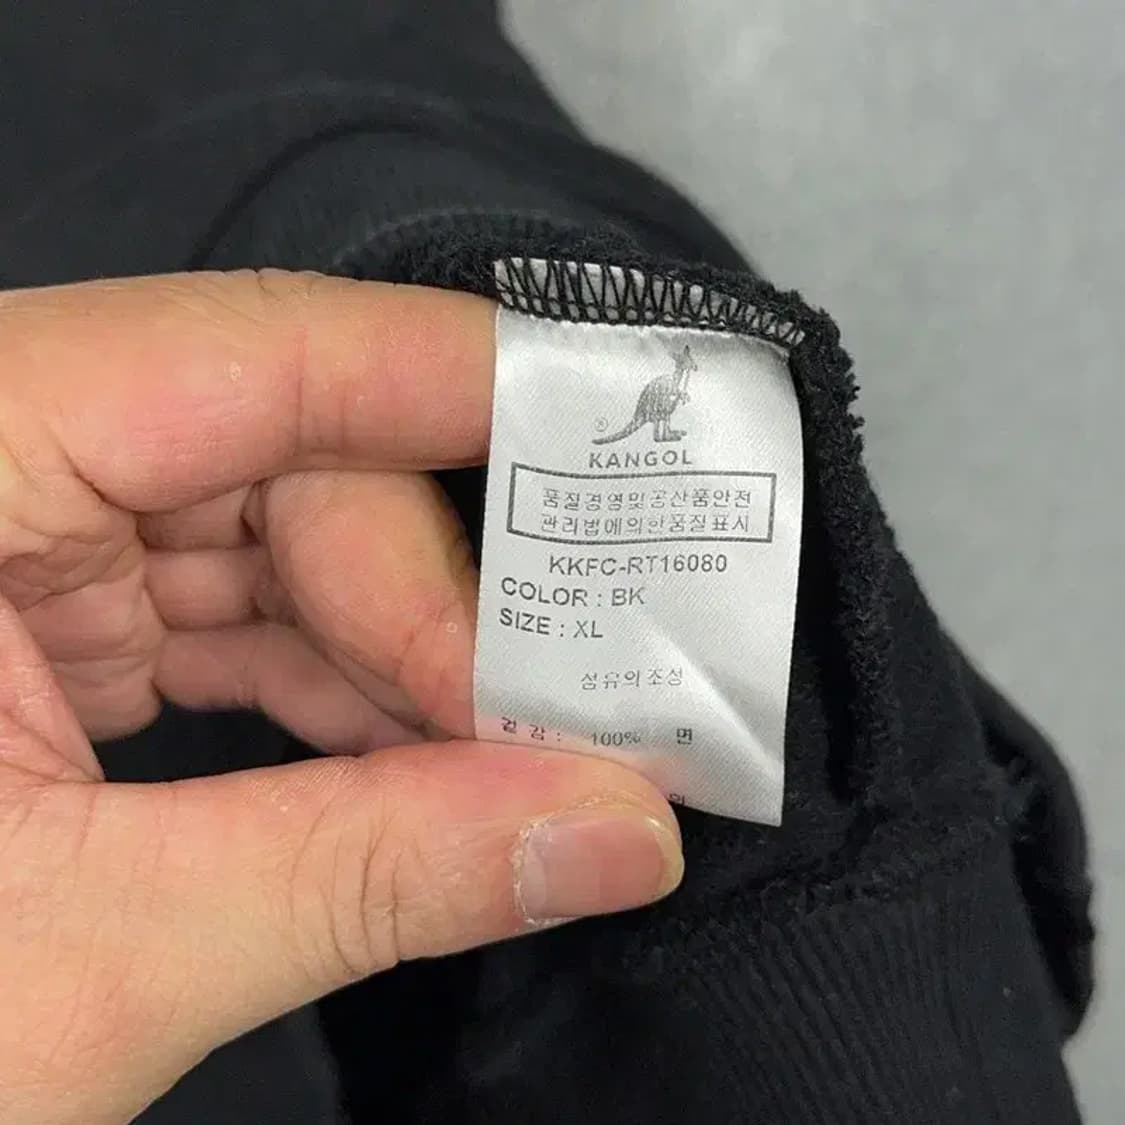 ®
KANGOL
품질경영및공산품안전
관리법에의한품질표시
KKFC-RT16080
COLOR : BK
SIZE : XL
섬유의조성
겉감 : 100% 면